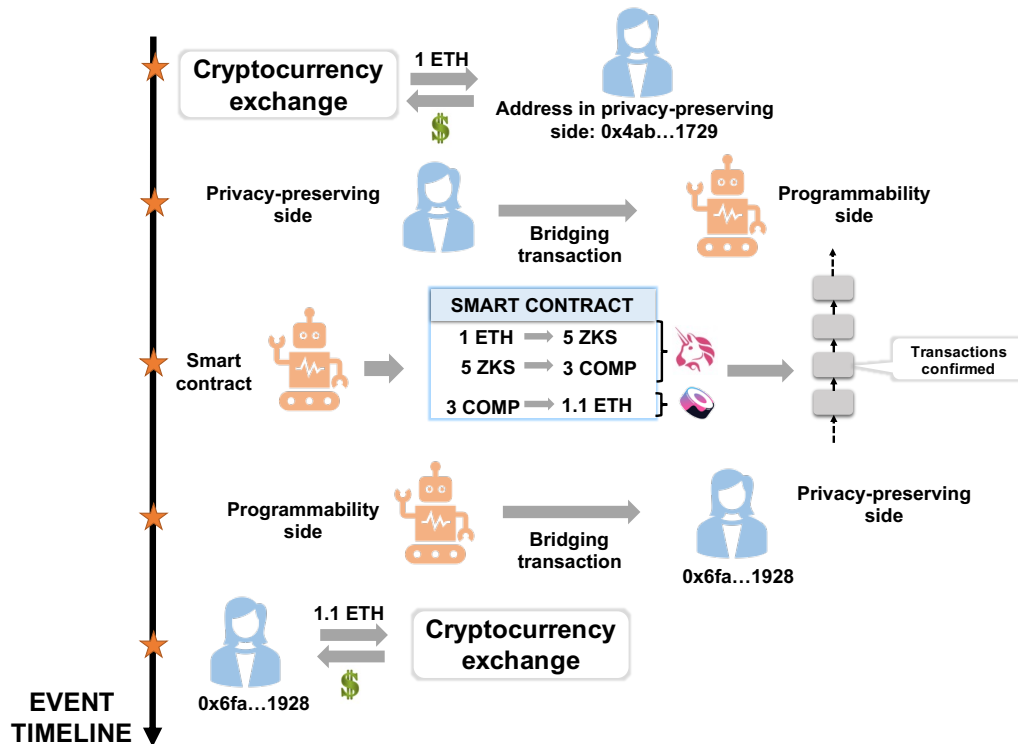 Cryptocurrency
exchange
1 ETH
$
Address in privacy-preserving
side: 0x4ab…1729
Privacy-preserving
side
Bridging
transaction
Programmability
side
Smart
contract
SMART CONTRACT
1 ETH
5 ZKS
5 ZKS
3 COMP
3 COMP
1.1 ETH
Transactions
confirmed
Programmability
side
Bridging
transaction
Privacy-preserving
side
0x6fa…1928
0x6fa…1928
1.1 ETH
$
Cryptocurrency
exchange
EVENT
TIMELINE